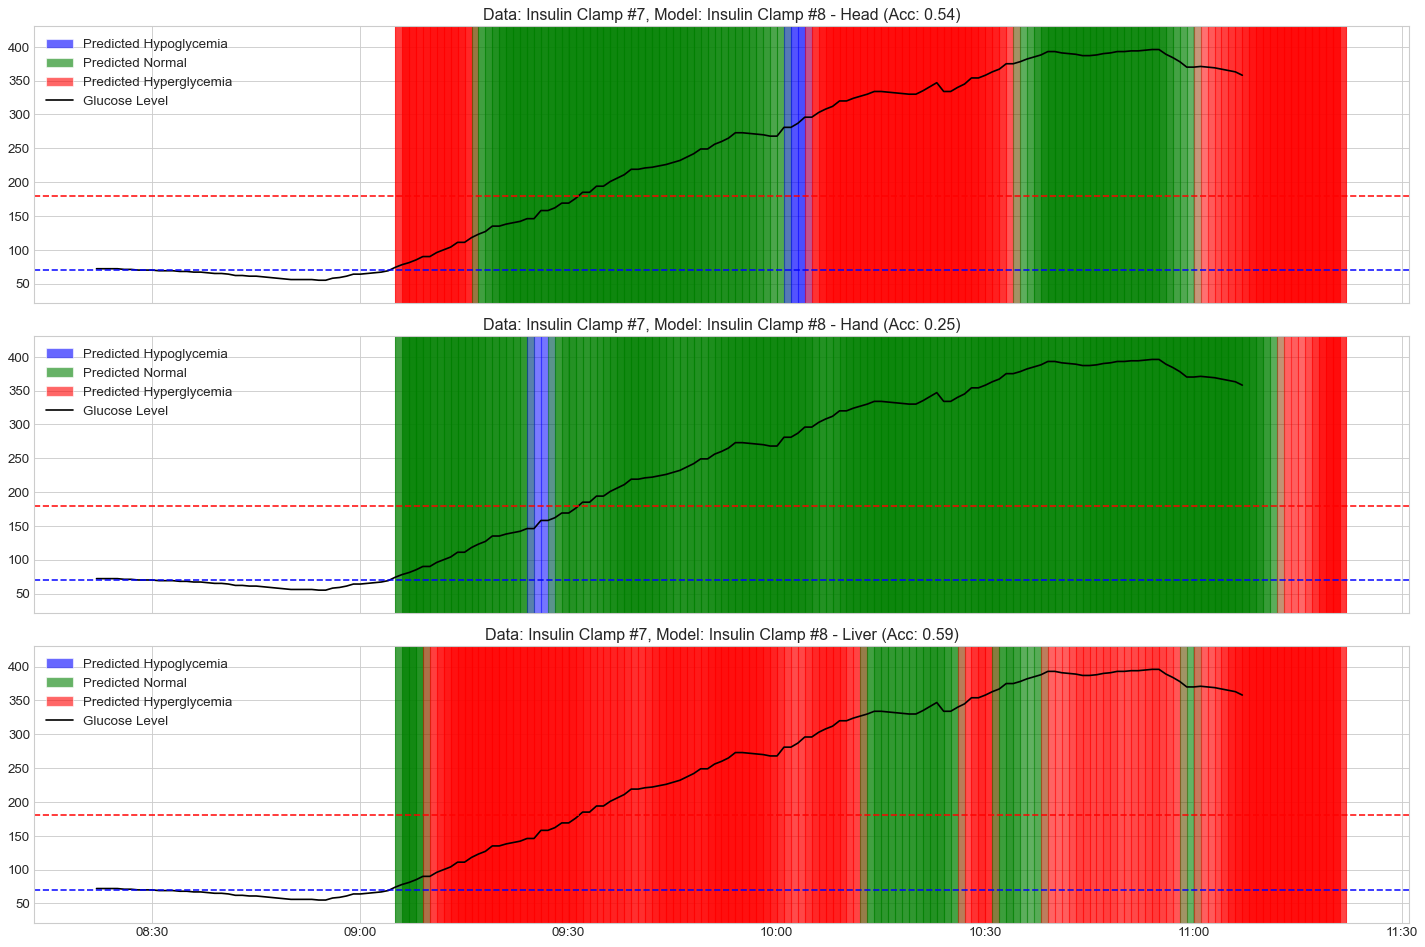 Data: Insulin Clamp #7, Model: Insulin Clamp #8 - Head (Acc: 0.54)
Predicted Hypoglycemia
Predicted Normal
Predicted Hyperglycemia
Glucose Level
400
350
300
250
200
150
100
50
Data: Insulin Clamp #7, Model: Insulin Clamp #8 - Hand (Acc: 0.25)
Predicted Hypoglycemia
Predicted Normal
Predicted Hyperglycemia
Glucose Level
400
350
300
250
200
150
100
50
Data: Insulin Clamp #7, Model: Insulin Clamp #8 - Liver (Acc: 0.59)
Predicted Hypoglycemia
Predicted Normal
Predicted Hyperglycemia
Glucose Level
400
350
300
250
200
150
100
50
08:30 09:00 09:30 10:00 10:30 11:00 11:30